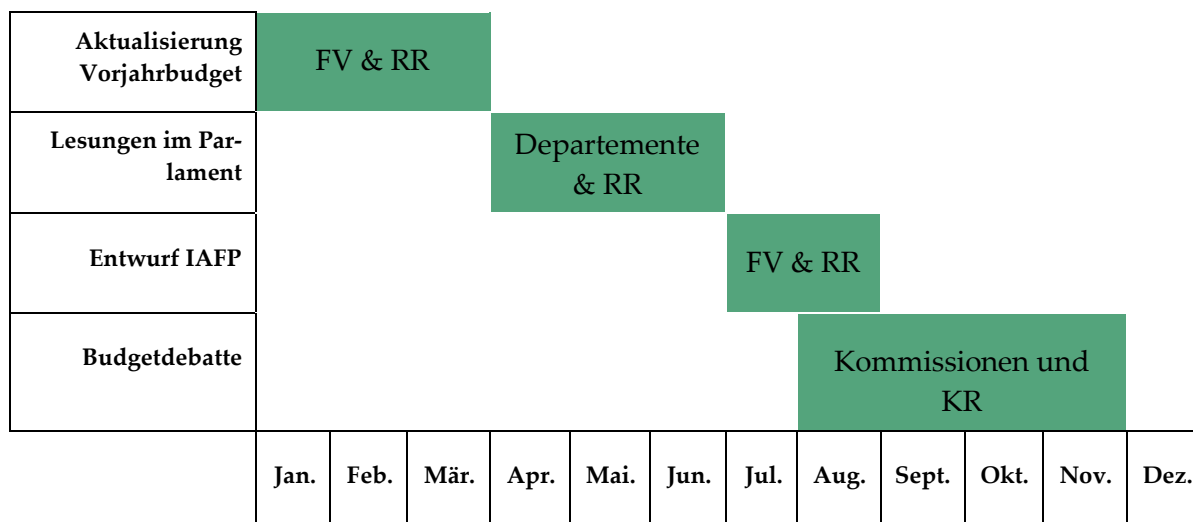 Aktualisierung
Vorjahrbudget
FV & RR
Lesungen im Par-
lament
Departemente
& RR
Entwurf IAFP
FV & RR
Budgetdebatte
Kommissionen und
KR
Jan. Feb. Mär. Apr. Mai. Jun. Jul. Aug. Sept. Okt. Nov. Dez.